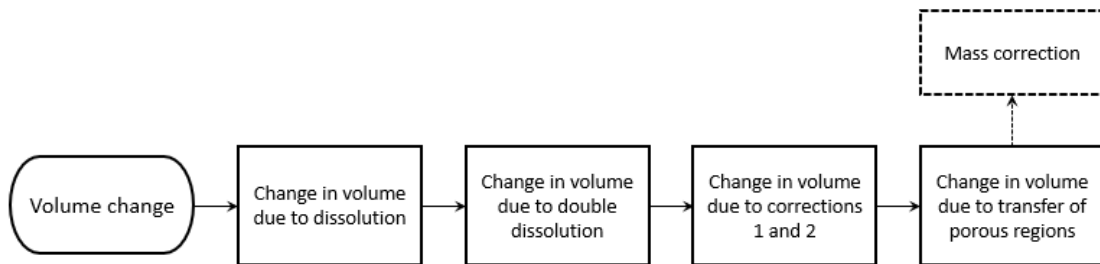 Mass correction
Volume change
Change in volume
due to dissolution
Change in volume
due to double
dissolution
Change in volume
due to corrections
1 and 2
Change in volume
due to transfer of
porous regions